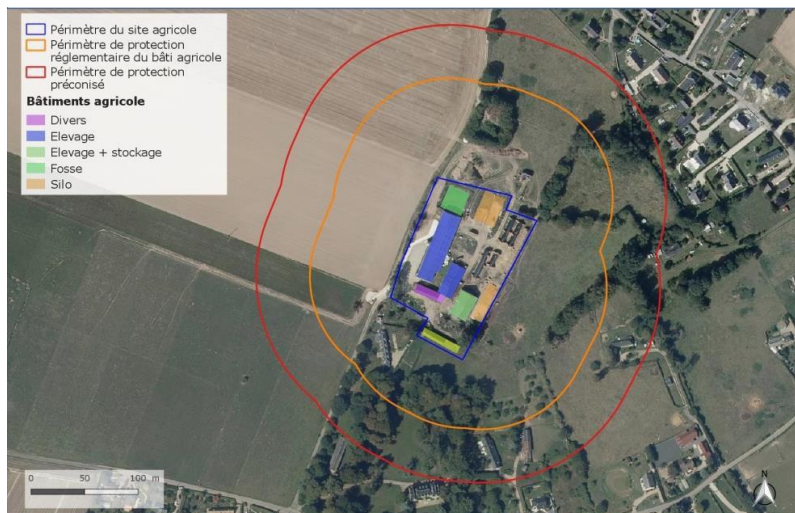 Périmètre du site agricole
Périmètre de protection
réglementaire du bâti agricole
Périmètre de protection
préconisé
Bâtiments agricole
Divers
Elevage
Elevage + stockage
Fosse
Silo
0 50 100 m
N